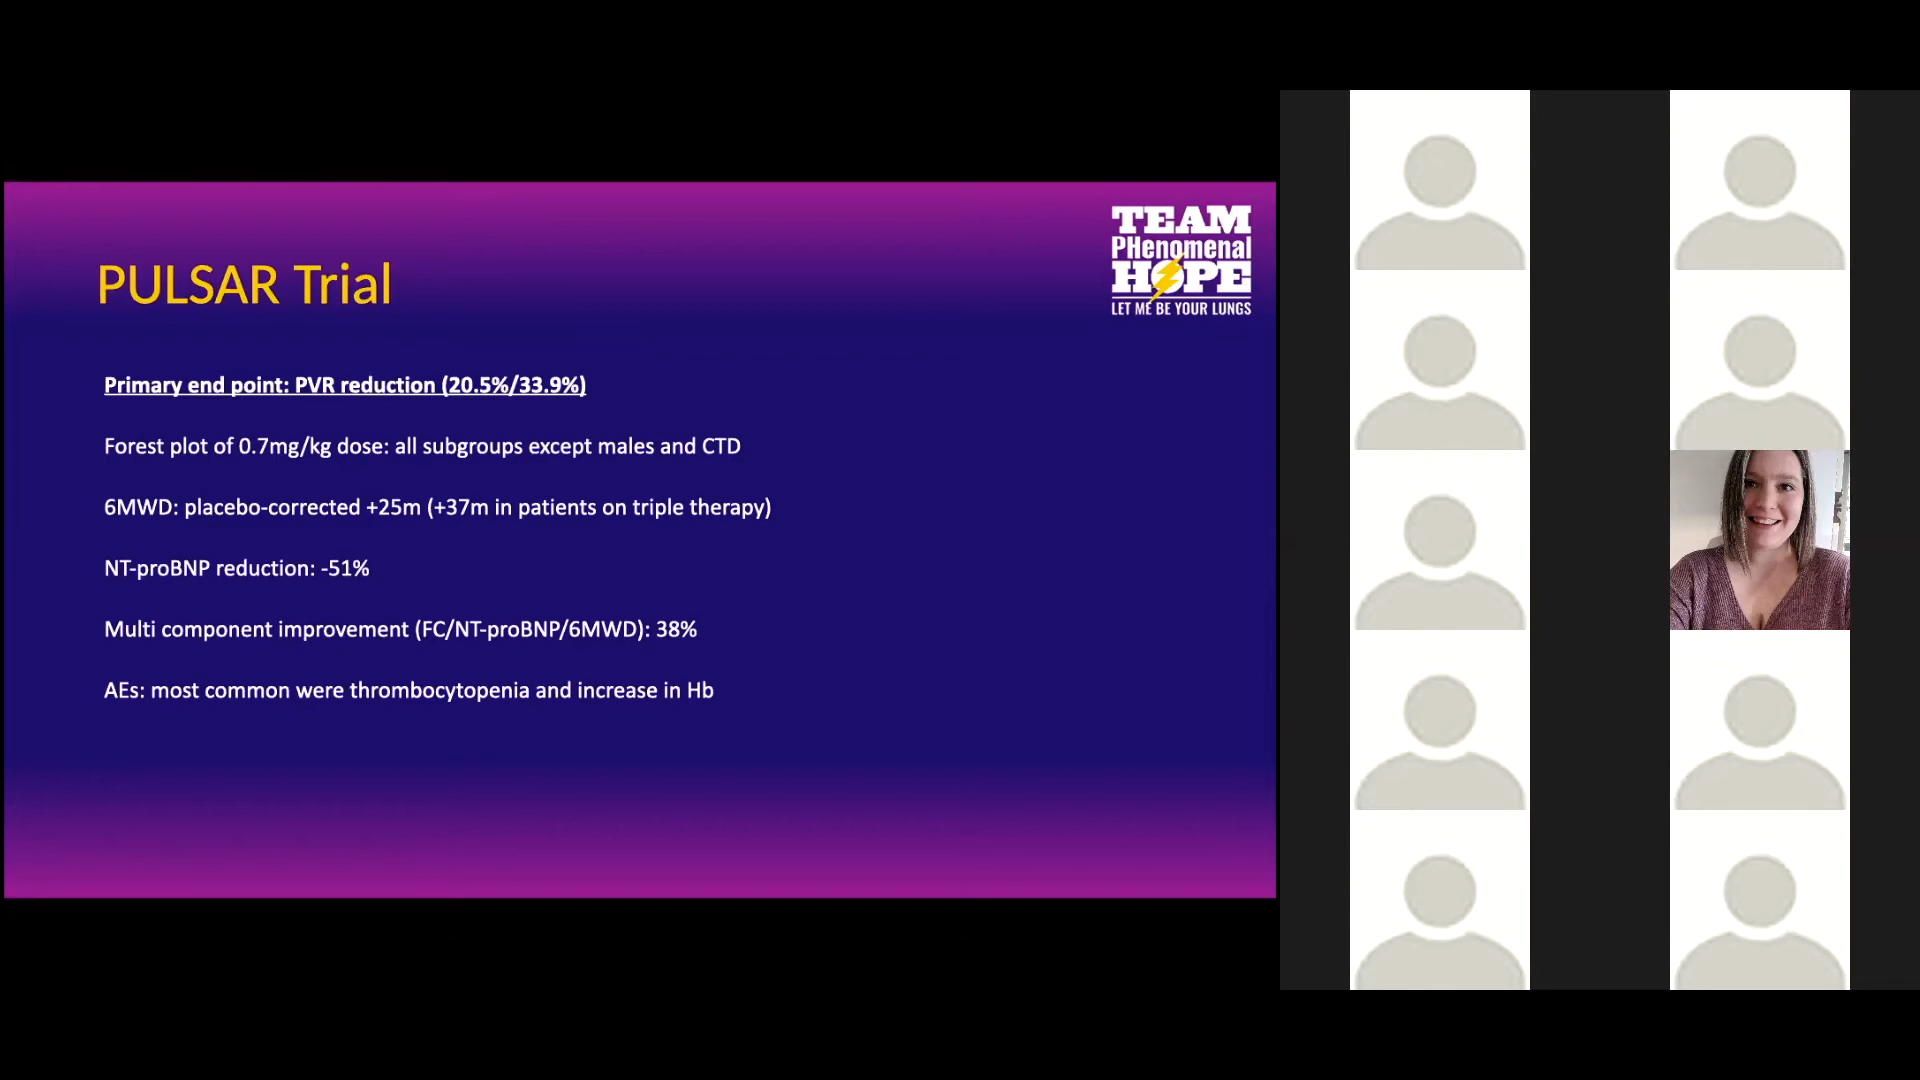 TEAM
PHenomenal
HOPE
LET ME BE YOUR LUNGS
PULSAR Trial
Primary end point: PVR reduction (20.5%/33.9%)
Forest plot of 0.7mg/kg dose: all subgroups except males and CTD
6MWD: placebo-corrected +25m (+37m in patients on triple therapy)
NT-proBNP reduction: -51%
Multi component improvement (FC/NT-proBNP/6MWD): 38%
AEs: most common were thrombocytopenia and increase in Hb